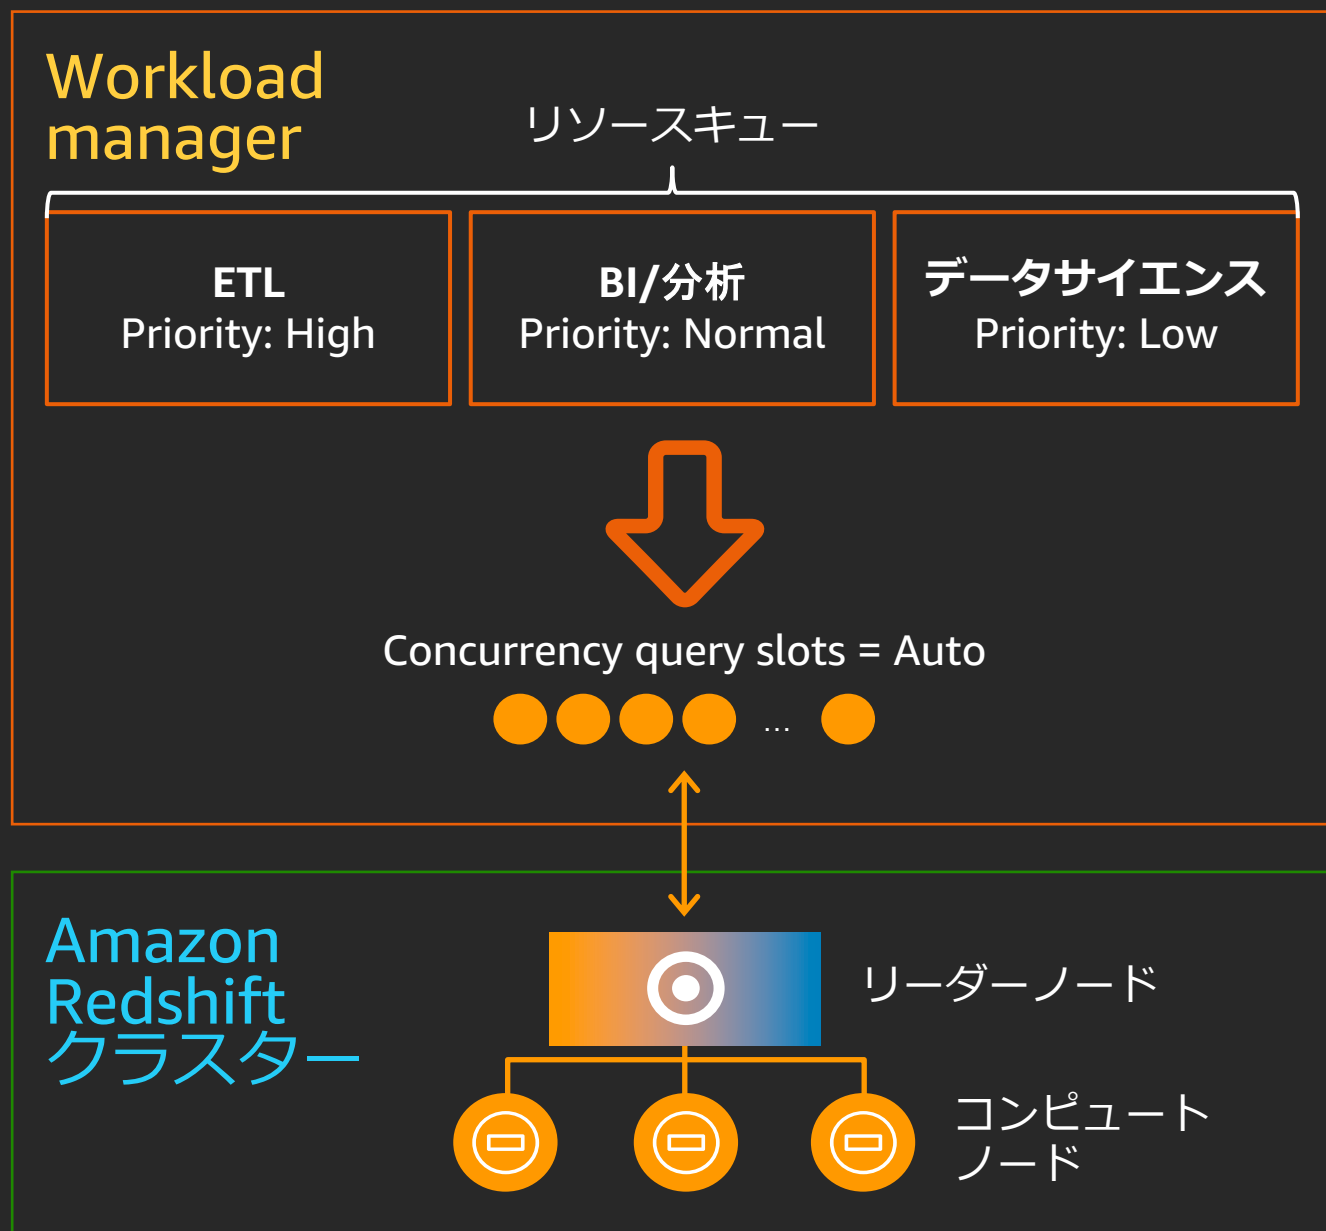 Workload
manager
リソースキュー
ETL
Priority: High
BI/分析
Priority: Normal
データサイエンス
Priority: Low
Concurrency query slots = Auto
...
Amazon
Redshift
クラスター
リーダーノード
コンピュート
ノード